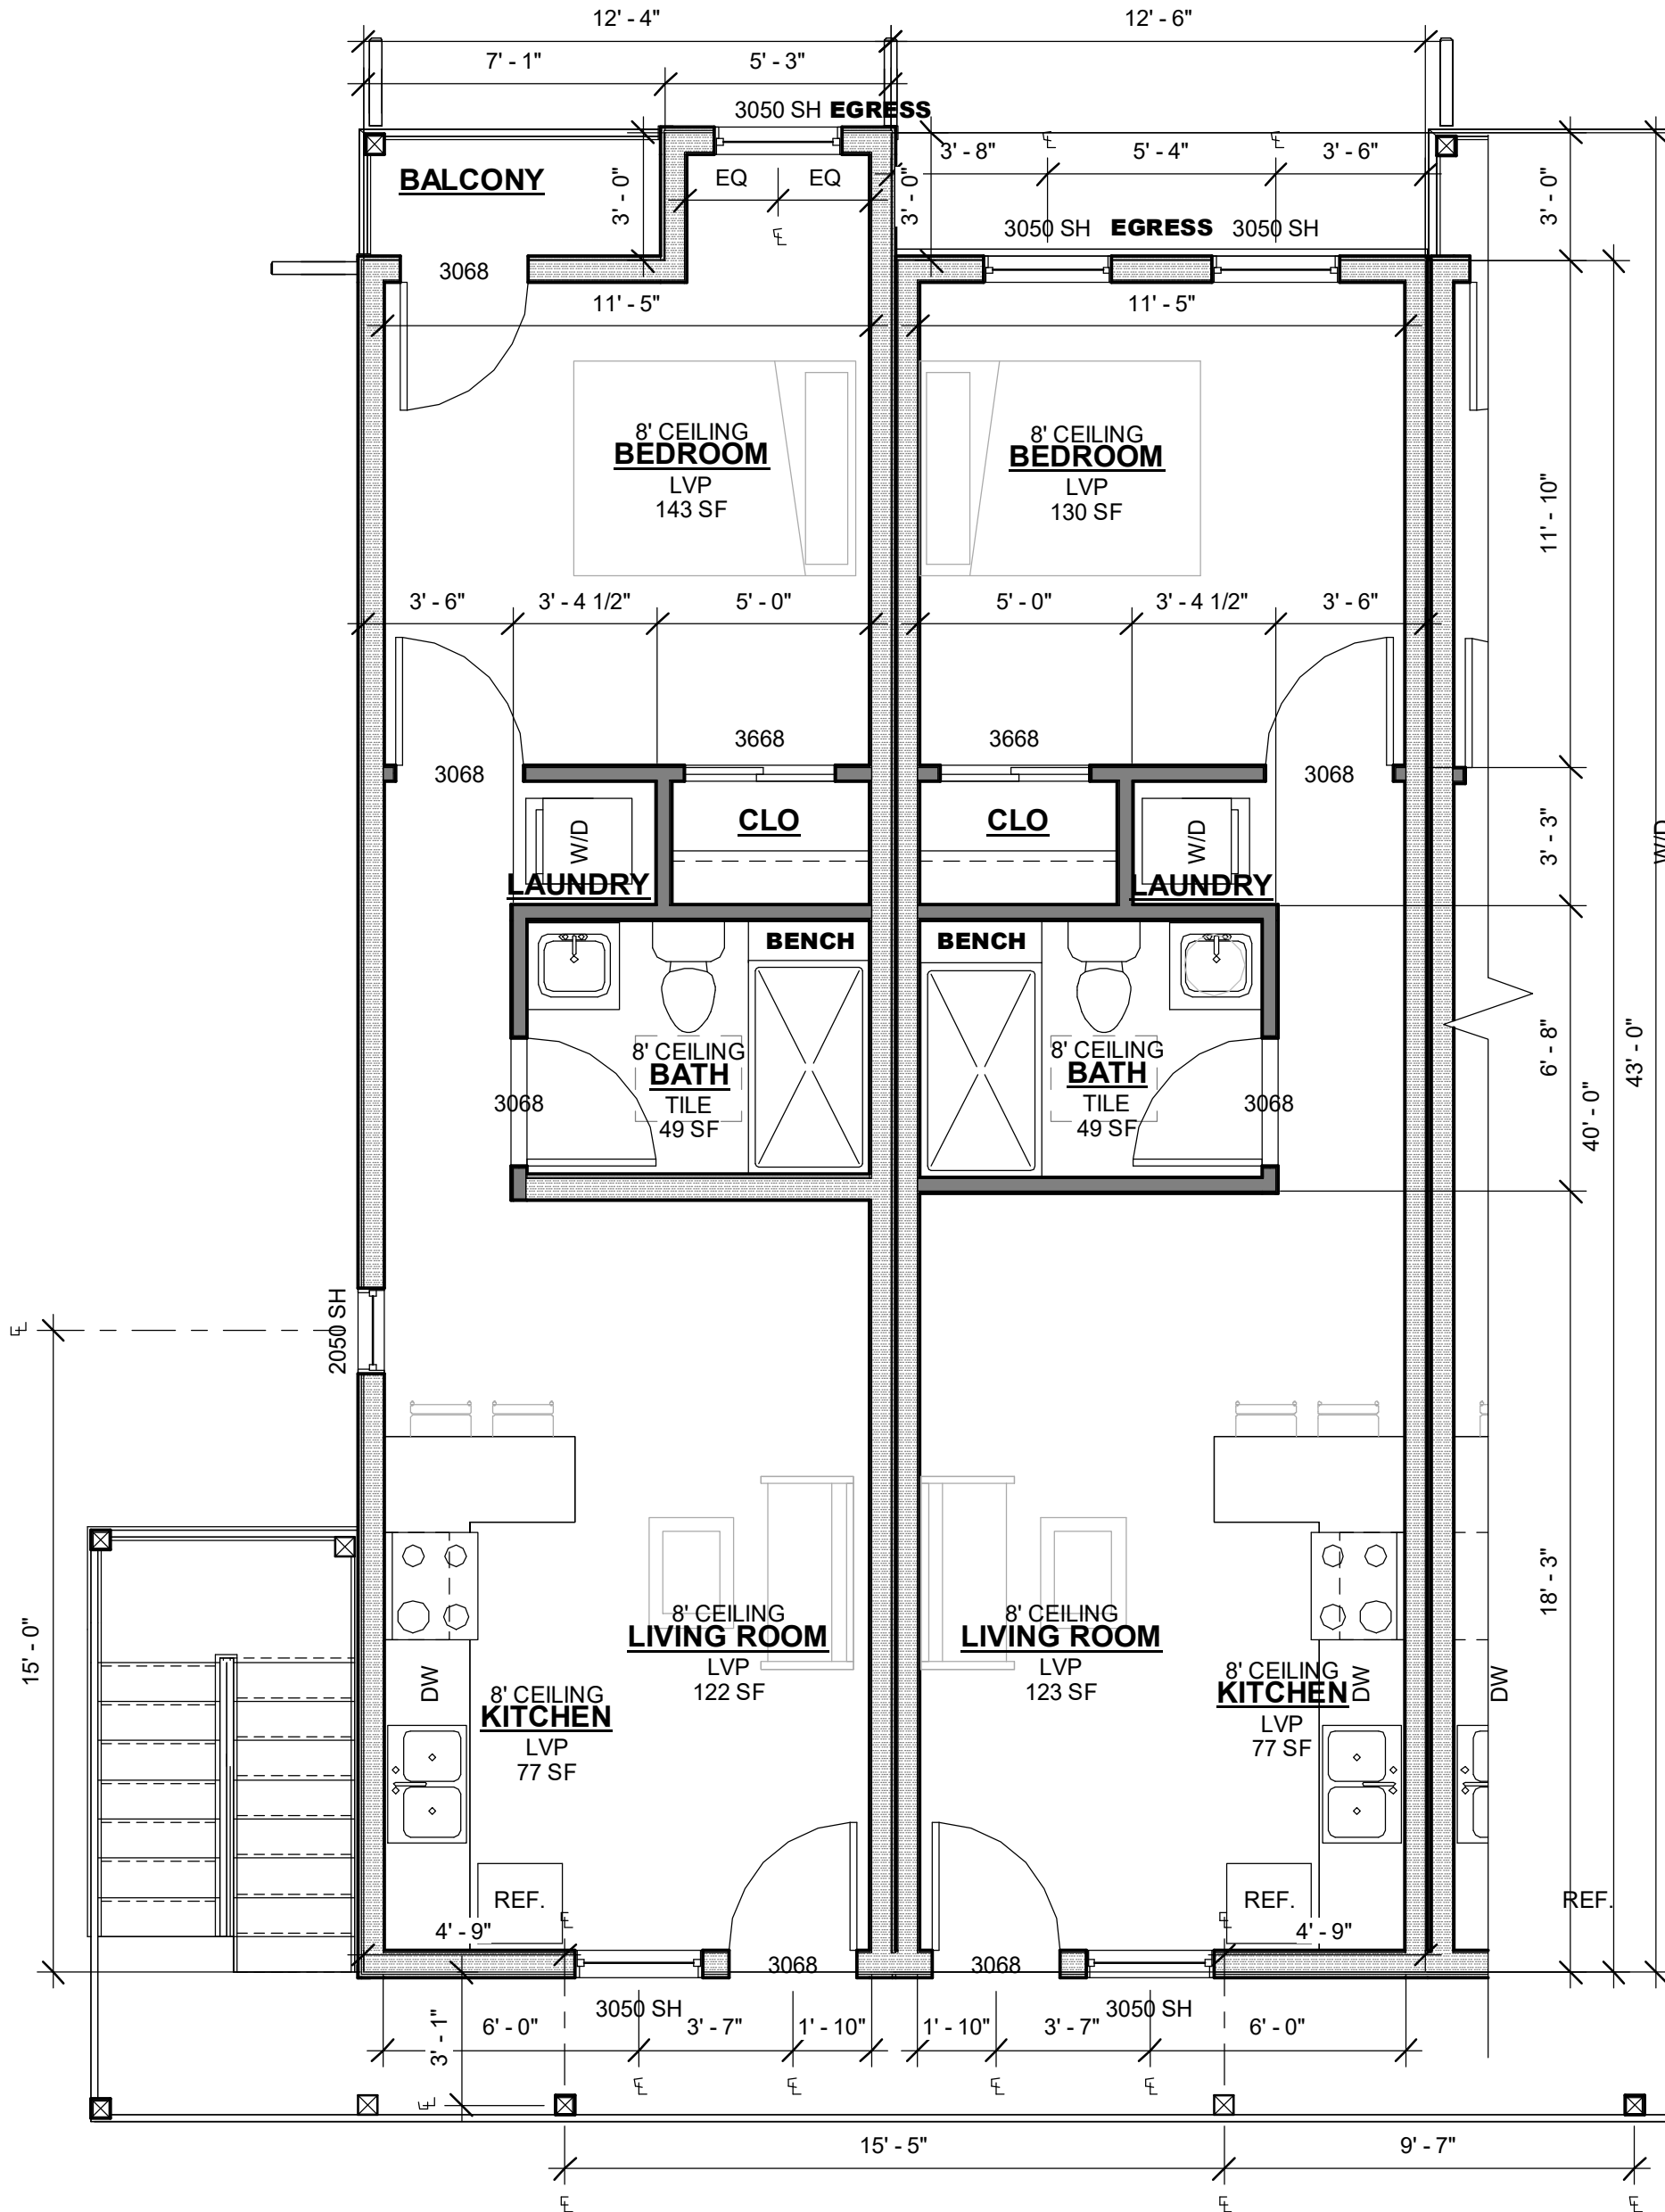 12' - 4"
12' - 6"
7' - 1"
5' - 3"
3050 SH EGRESS
BALCONY
3' - 0"
EQ
EQ
3' - 0"
3' - 8"
5' - 4"
3' - 6"
3' - 0"
3050 SH EGRESS 3050 SH
3068
11' - 5"
11' - 5"
8' CEILING
BEDROOM
LVP
143 SF
8' CEILING
BEDROOM
LVP
130 SF
11' - 10"
3' - 6"
3' - 4 1/2"
5' - 0"
5' - 0"
3' - 4 1/2"
3' - 6"
3668
3668
3068
3068
CLO
CLO
W/D
W/D
3' - 3"
W/D
LAUNDRY
LAUNDRY
BENCH
BENCH
8' CEILING
BATH
TILE
49 SF
8' CEILING
BATH
TILE
49 SF
3068
3068
6' - 8"
40' - 0"
43' - 0"
2050 SH
15' - 0"
18' - 3"
8' CEILING
LIVING ROOM
LVP
122 SF
8' CEILING
LIVING ROOM
LVP
123 SF
DW
8' CEILING
KITCHEN
LVP
77 SF
8' CEILING
KITCHEN
LVP
77 SF
DW
DW
REF.
REF.
REF.
4' - 9"
4' - 9"
3068
3068
3050 SH
3050 SH
3' - 1"
6' - 0"
3' - 7"
1' - 10"
1' - 10"
3' - 7"
6' - 0"
15' - 5"
9' - 7"